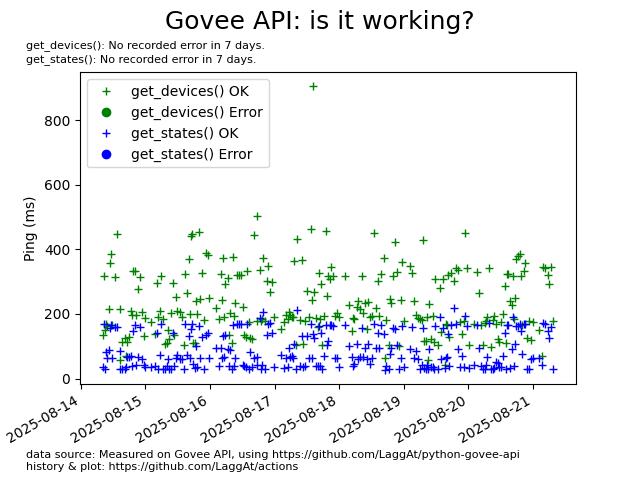 Govee API: is it working?
get_devices(): No recorded error in 7 days.
get_states(): No recorded error in 7 days.
get_devices() OK
get_devices() Error
get_states() OK
get_states() Error
Ping (ms)
800
600
400
200
0
2025-08-14
2025-08-15
2025-08-16
2025-08-17
2025-08-18
2025-08-19
2025-08-20
2025-08-21
data source: Measured on Govee API, using https://github.com/LaggAt/python-govee-api
history & plot: https://github.com/LaggAt/actions